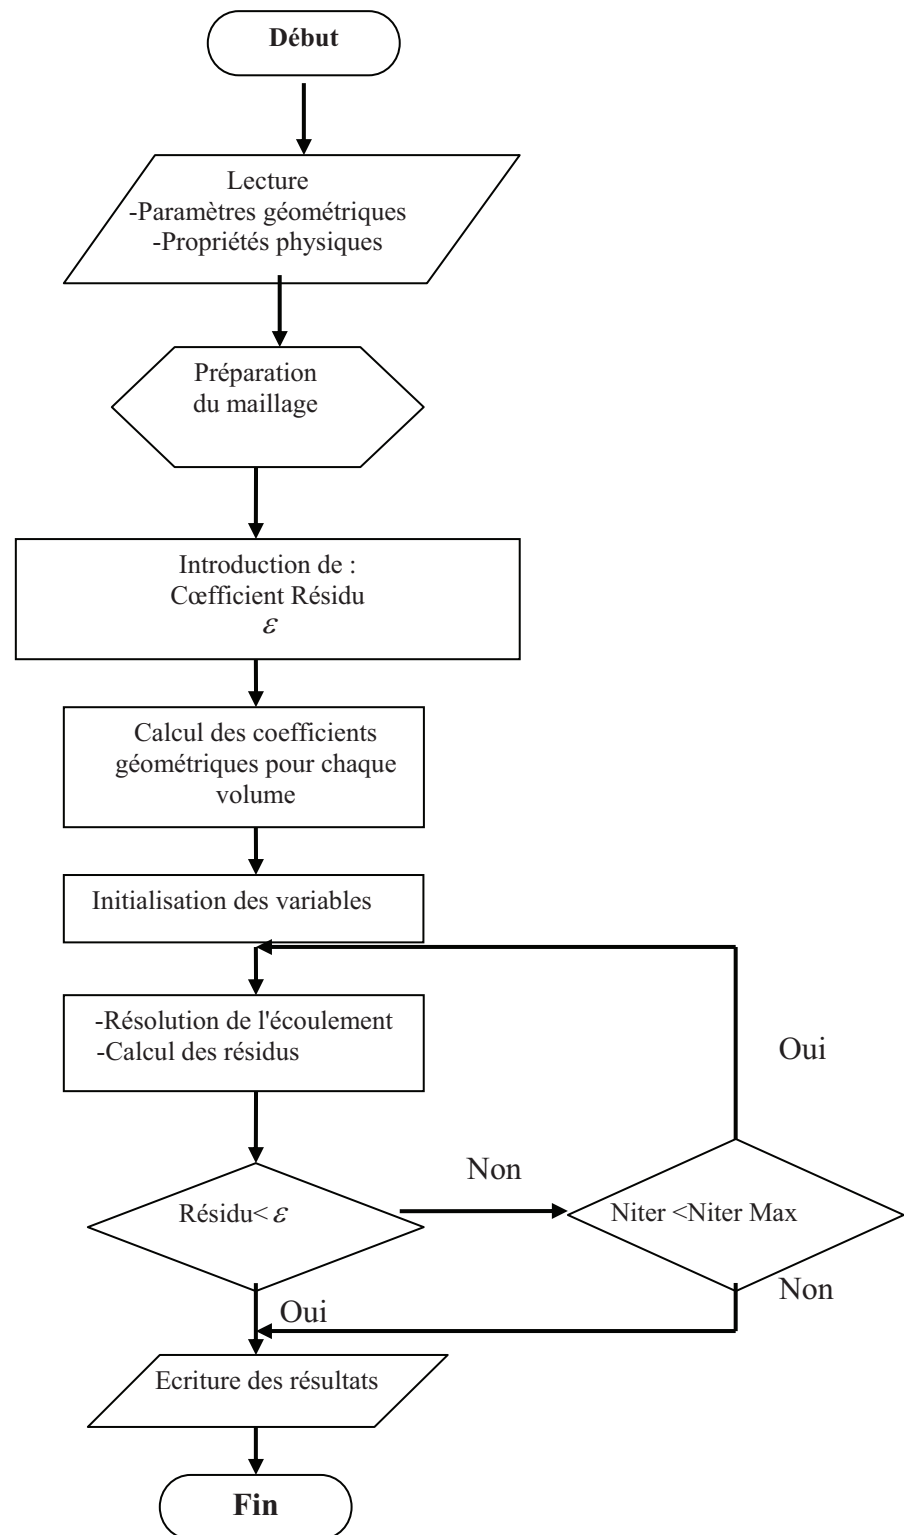 Début
Lecture
-Paramètres géométriques
-Propriétés physiques
Préparation
du maillage
Introduction de :
Cœfficient Résidu
ε
Calcul des coefficients
géométriques pour chaque
volume
Initialisation des variables
-Résolution de l'écoulement
-Calcul des résidus
Oui
Non
Résidu< ε
Niter <Niter Max
Non
Oui
Ecriture des résultats
Fin